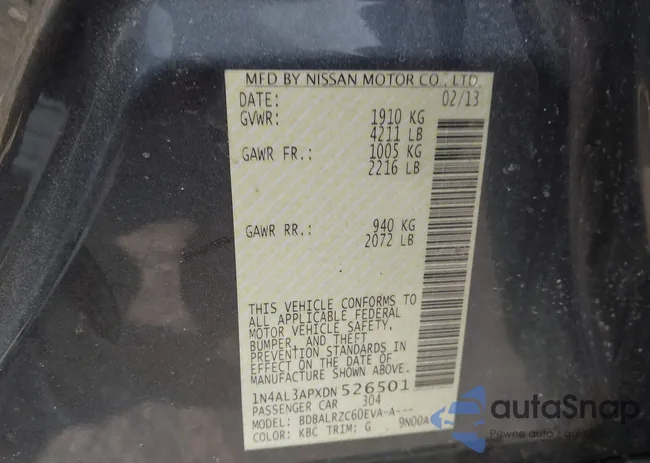 MFD BY NISSAN MOTOR CO., LTD.
DATE: 02/13
GVWR: 1910 KG
4211 LB
GAWR FR.: 1005 KG
2216 LB
GAWR RR.: 940 KG
2072 LB
THIS VEHICLE CONFORMS TO
ALL APPLICABLE FEDERAL
MOTOR VEHICLE SAFETY,
BUMPER, AND THEFT
PREVENTION STANDARDS IN
EFFECT ON THE DATE OF
MANUFACTURE SHOWN ABOVE.
1N4AL3APXDN526501
PASSENGER CAR 304
MODEL: BDBALRZC60EVA-A---
COLOR: KBC TRIM: G 9N00A
autoSnap
Pewne auto z USA